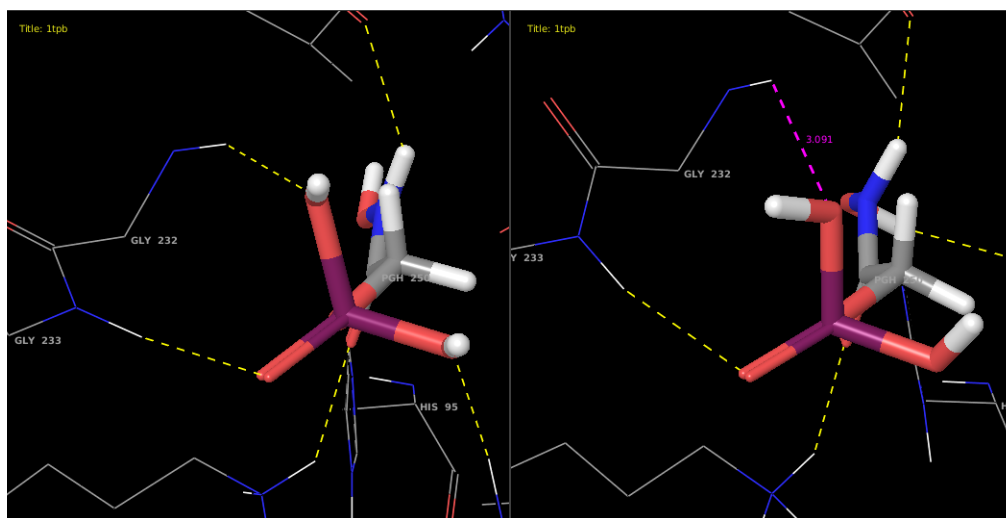 Title: 1tpb
GLY 232
PGH 250
GLY 233
HIS 95
Title: 1tpb
3.091
GLY 232
Y 233
H